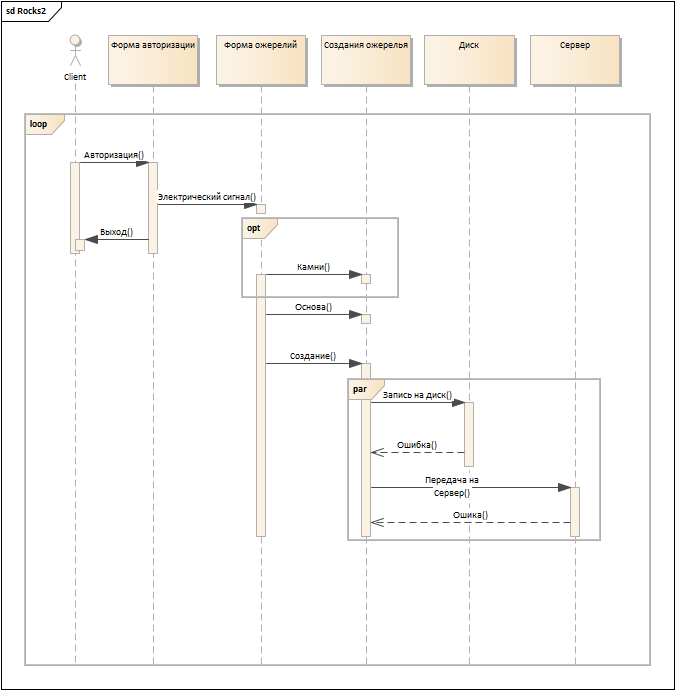 sd Rocks2
Client
Форма авторизации
Форма ожерелий
Создания ожерелья
Диск
Сервер
loop
Авторизация()
Электрический сигнал()
Выход()
opt
Камни()
Основа()
Создание()
par
Запись на диск()
Ошибка()
Передача на
Сервер()
Ошика()